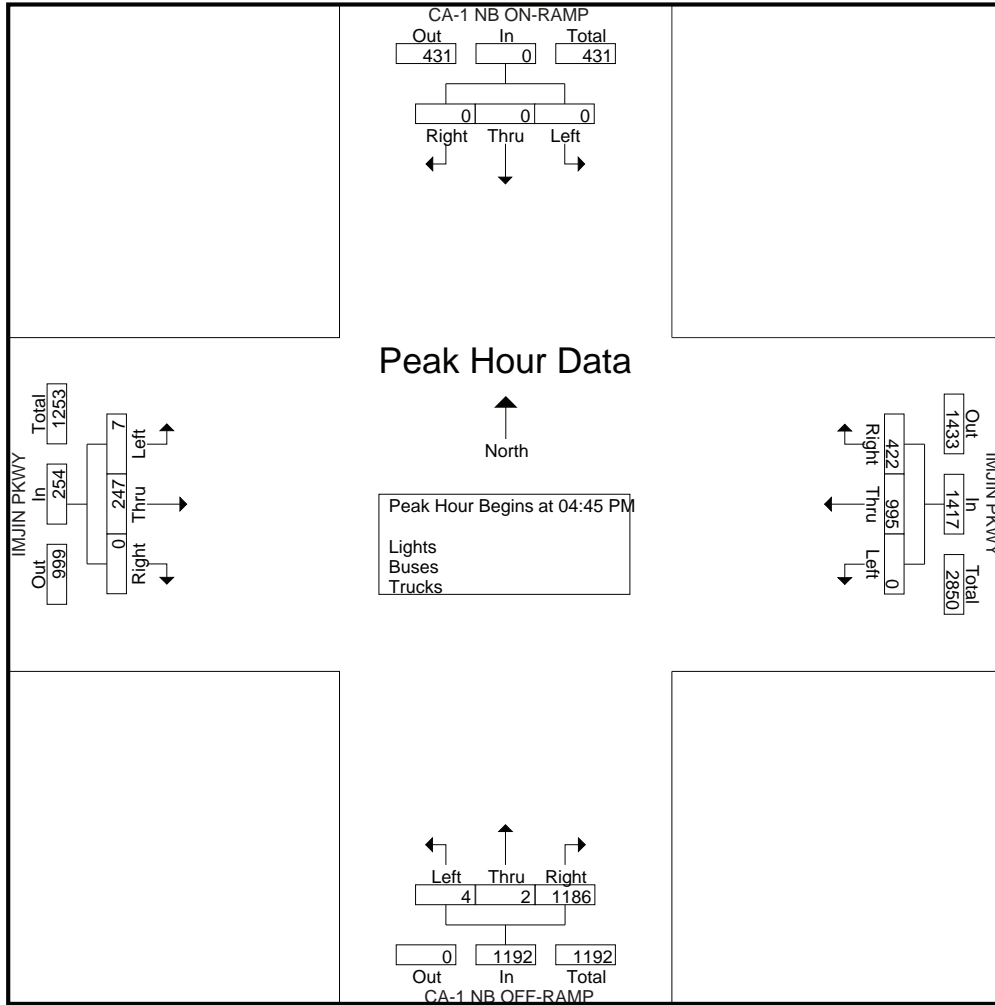 CA-1 NB ON-RAMP
Out In Total
431 0 431
0 0 0
Right Thru Left
Peak Hour Data
North
Peak Hour Begins at 04:45 PM
Lights
Buses
Trucks
IMJIN PKWY
Out In Total
999 254 1253
Right Thru Left
0 247 7
IMJIN PKWY
Out In Total
1433 1417 2850
422 995 0
Right Thru Left
Left Thru Right
4 2 1186
0 1192 1192
Out In Total
CA-1 NB OFF-RAMP